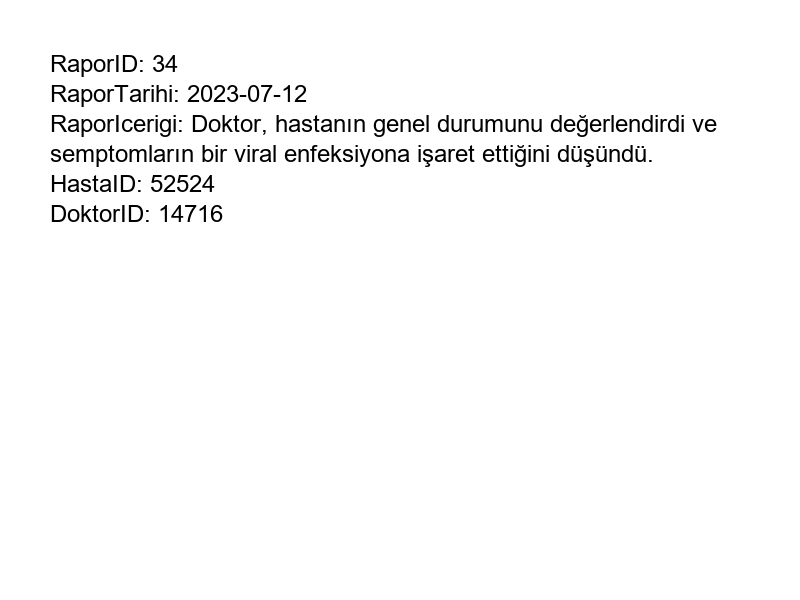 RaporID: 34
RaporTarihi: 2023-07-12
RaporIcerigi: Doktor, hastanın genel durumunu değerlendirdi ve
semptomların bir viral enfeksiyona işaret ettiğini düşündü.
HastaID: 52524
DoktorID: 14716